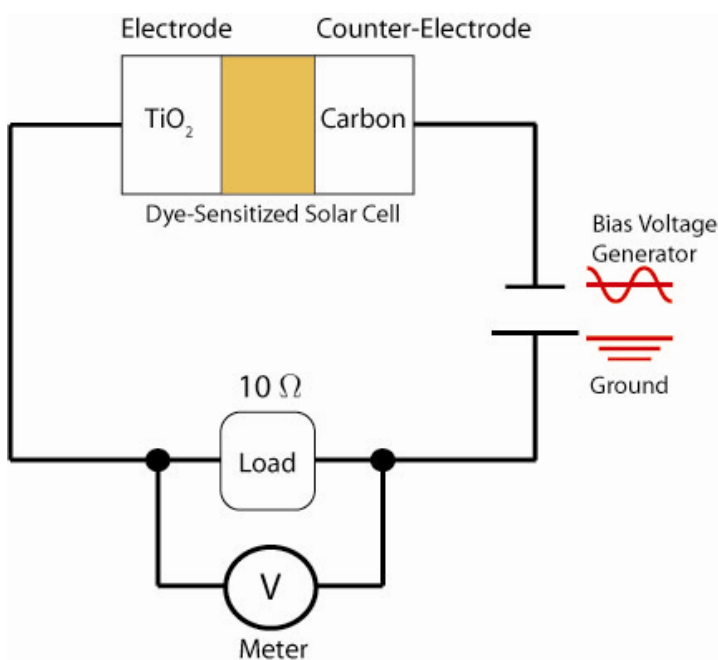 Electrode
Counter-Electrode
TiO₂
Carbon
Dye-Sensitized Solar Cell
Bias Voltage
Generator
Ground
10 Ω
Load
V
Meter